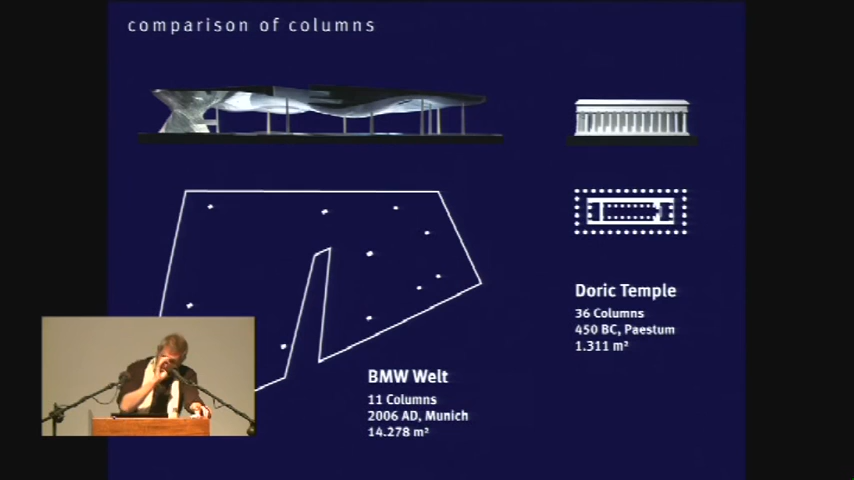 comparison of columns
Doric Temple
36 Columns
450 BC, Paestum
1.311 m²
BMW Welt
11 Columns
2006 AD, Munich
14.278 m²